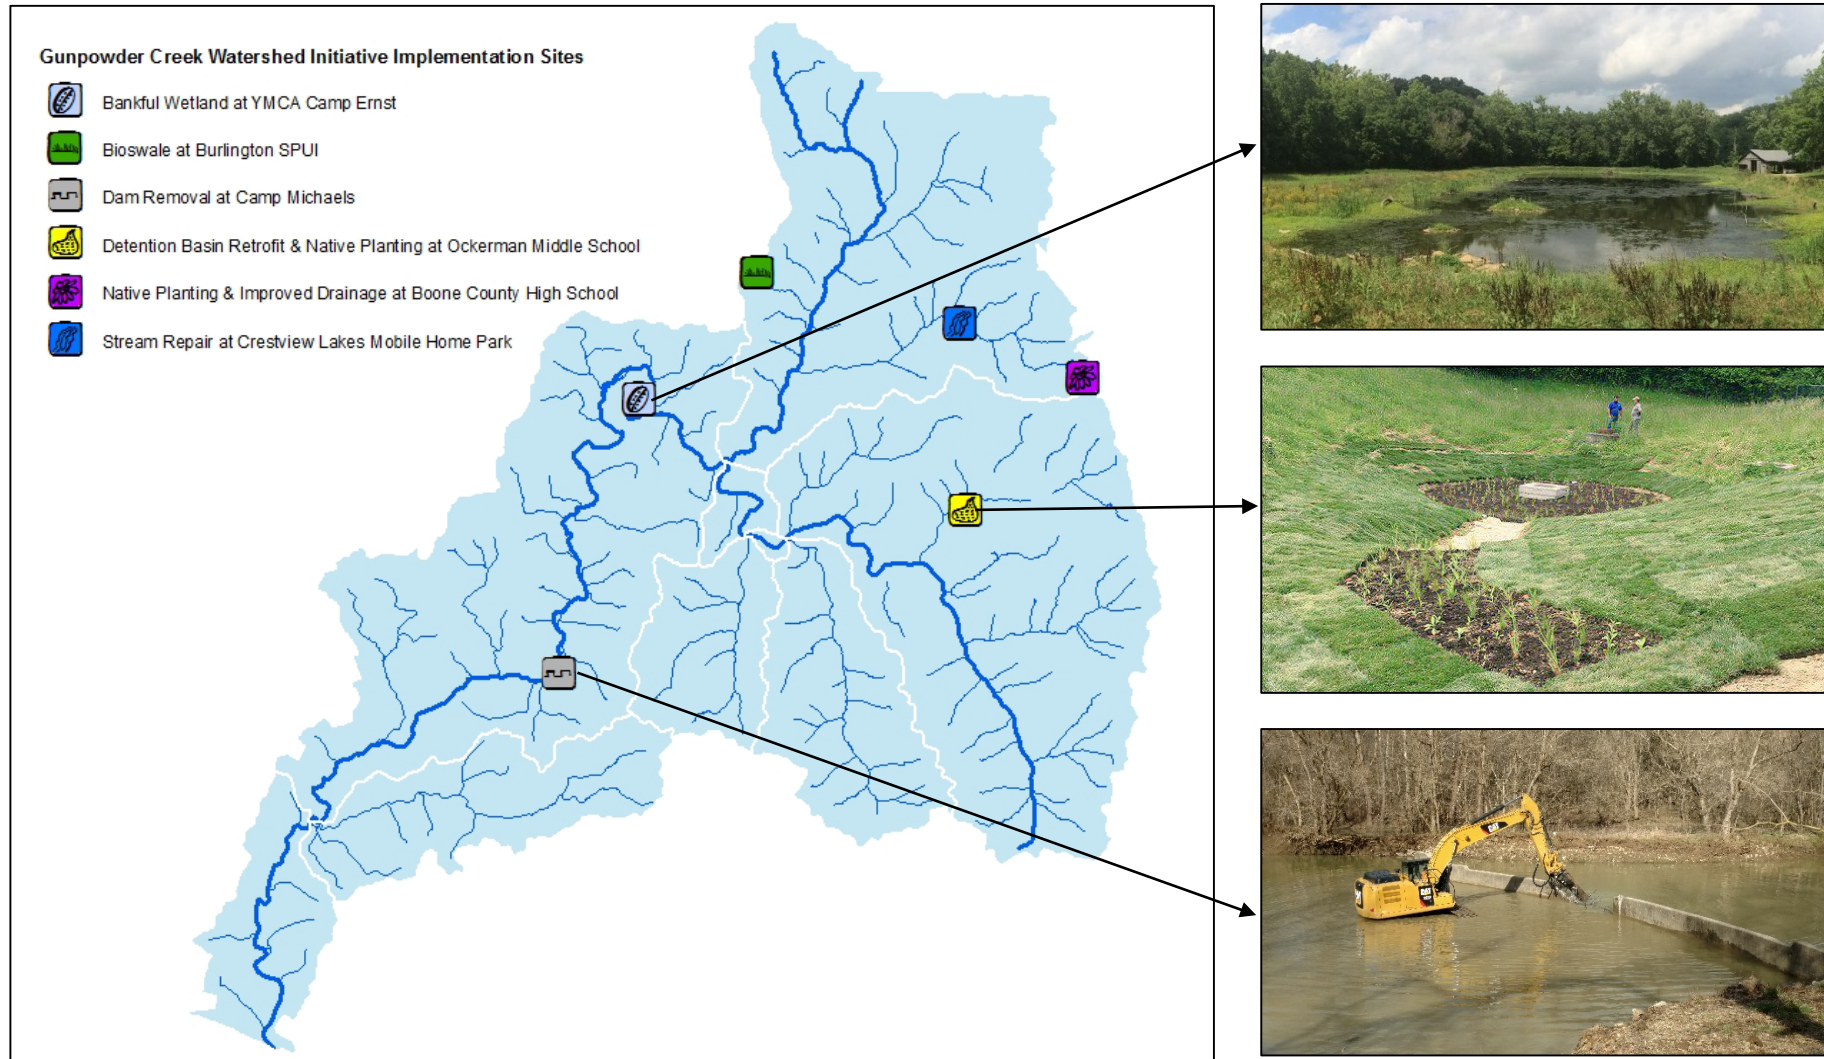 Gunpowder Creek Watershed Initiative Implementation Sites
Bankful Wetland at YMCA Camp Ernst
Bioswale at Burlington SPUI
Dam Removal at Camp Michaels
Detention Basin Retrofit & Native Planting at Ockerman Middle School
Native Planting & Improved Drainage at Boone County High School
Stream Repair at Crestview Lakes Mobile Home Park
CAT
CAT